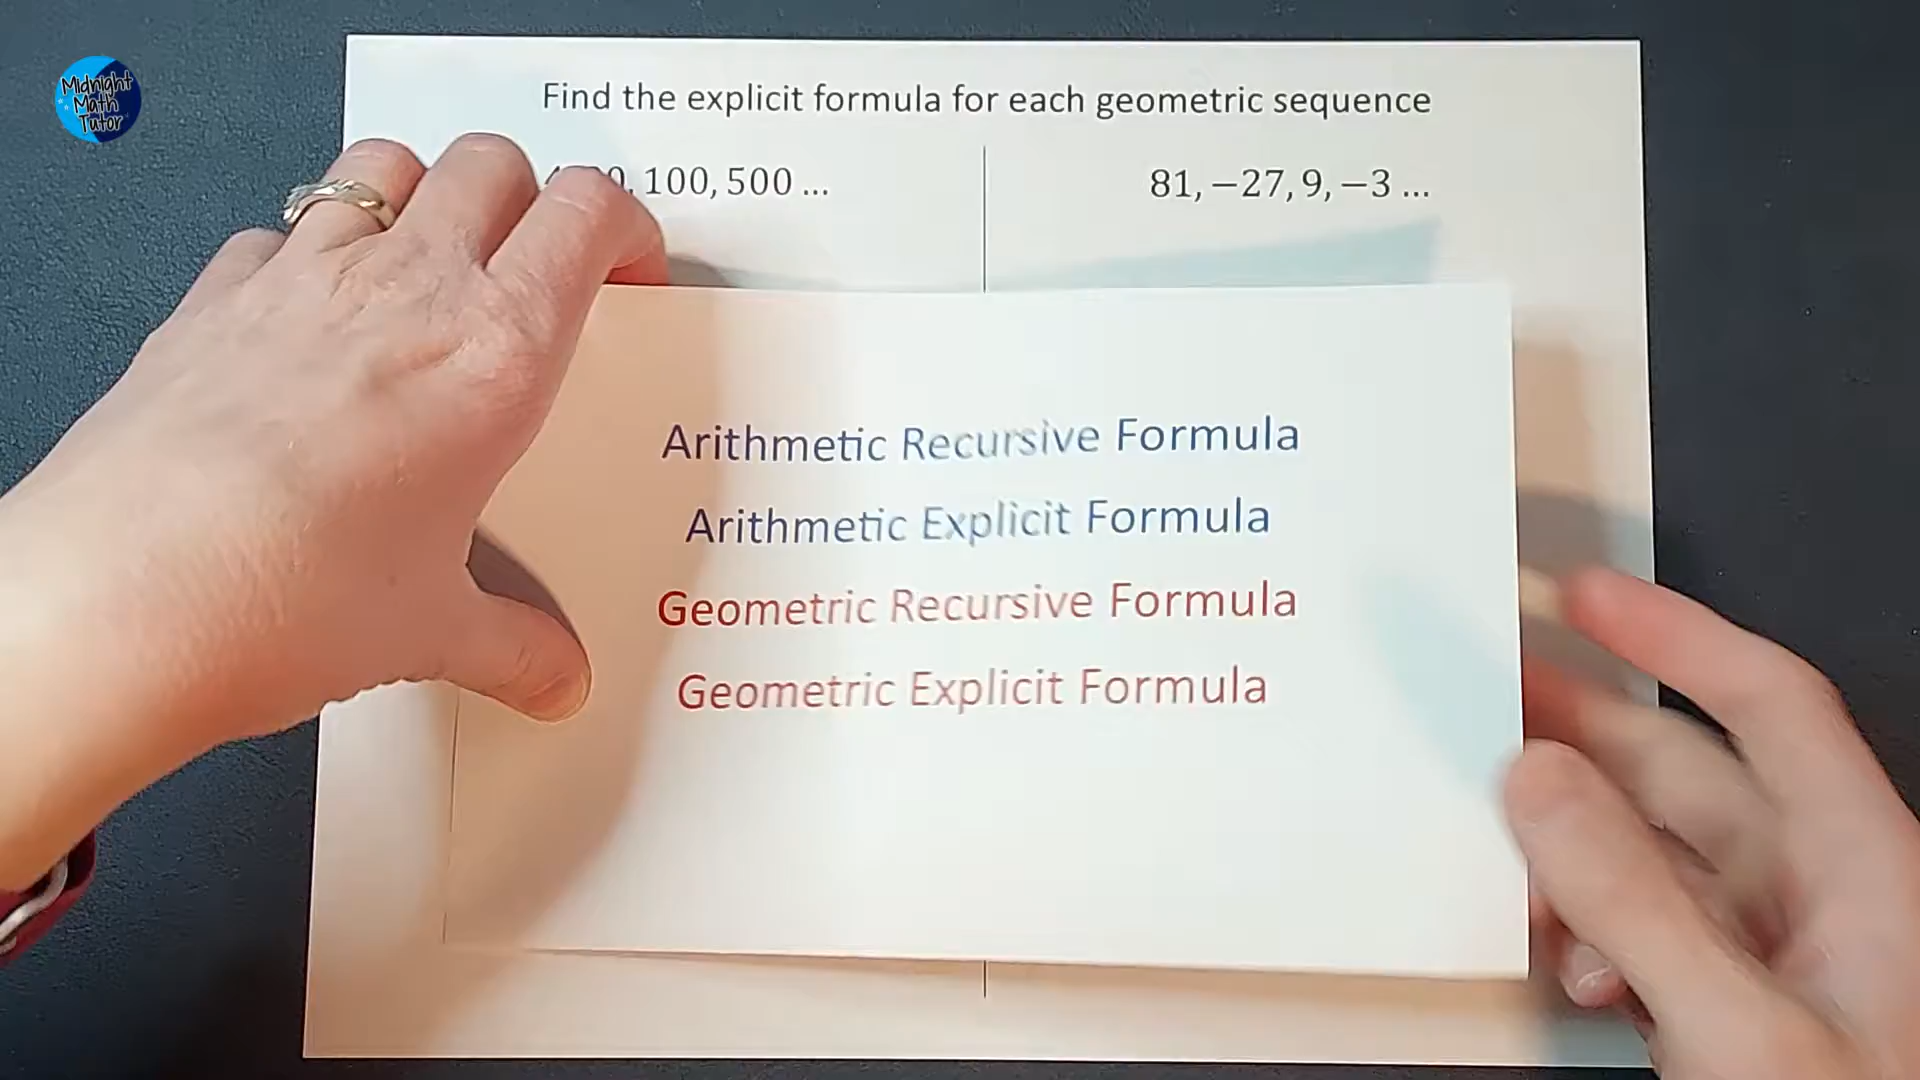 Midnight
Math
Tutor
Find the explicit formula for each geometric sequence
100, 500 ...
81, −27, 9, −3 ...
Arithmetic Recursive Formula
Arithmetic Explicit Formula
Geometric Recursive Formula
Geometric Explicit Formula